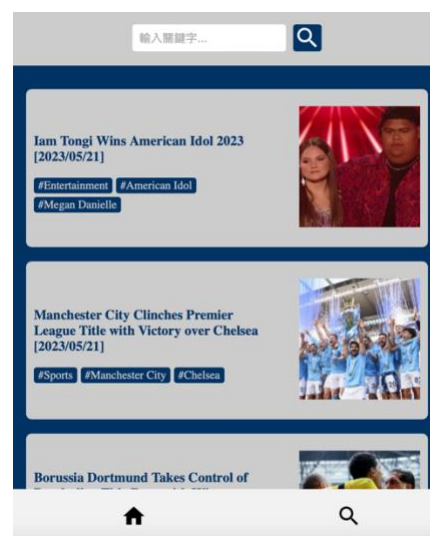 輸入關鍵字...
Iam Tongi Wins American Idol 2023
[2023/05/21]
#Entertainment #American Idol
#Megan Danielle
Manchester City Clinches Premier
League Title with Victory over Chelsea
[2023/05/21]
#Sports #Manchester City #Chelsea
Borussia Dortmund Takes Control of